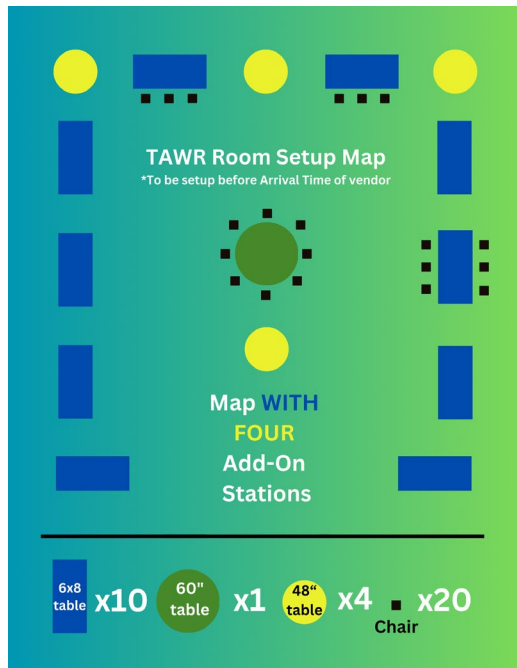 TAWR Room Setup Map
*To be setup before Arrival Time of vendor
Map WITH
FOUR
Add-On
Stations
6x8
table
x10
60"
table
x1
48“
table
x4
Chair
x20